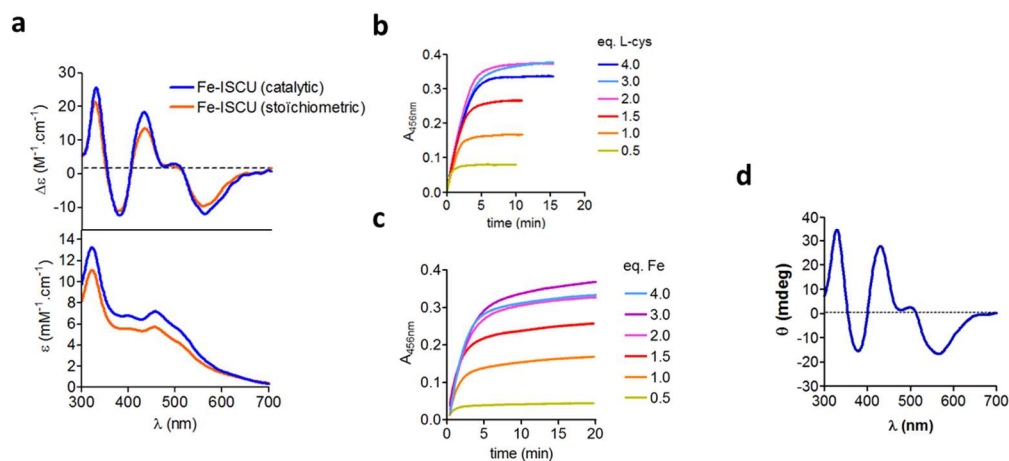 a
Fe-ISCU (catalytic)
Fe-ISCU (stoïchiometric)
Δε (M⁻¹.cm⁻¹)
30
20
10
0
-10
ε (mM⁻¹.cm⁻¹)
14
12
10
8
6
4
2
0
300 400 500 600 700
λ (nm)
b
A456nm
0.4
0.3
0.2
0.1
0.0
0 5 10 15 20
time (min)
eq. L-cys
4.0
3.0
2.0
1.5
1.0
0.5
c
A456nm
0.4
0.3
0.2
0.1
0.0
0 5 10 15 20
time (min)
eq. Fe
4.0
3.0
2.0
1.5
1.0
0.5
d
θ (mdeg)
40
30
20
10
0
-10
-20
-30
300 400 500 600 700
λ (nm)